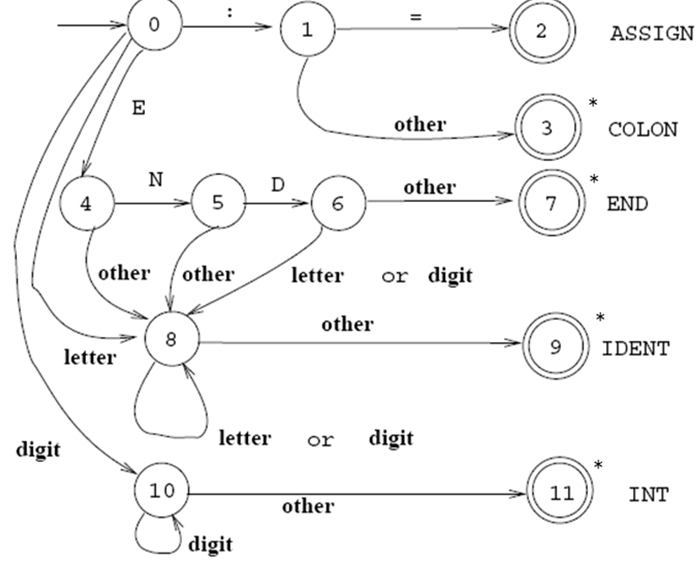 0 : 1 = 2 ASSIGN
E
other 3 * COLON
4 N 5 D 6 other 7 * END
other other letter or digit
8 other 9 * IDENT
letter
letter or digit
digit
10 other 11 * INT
digit